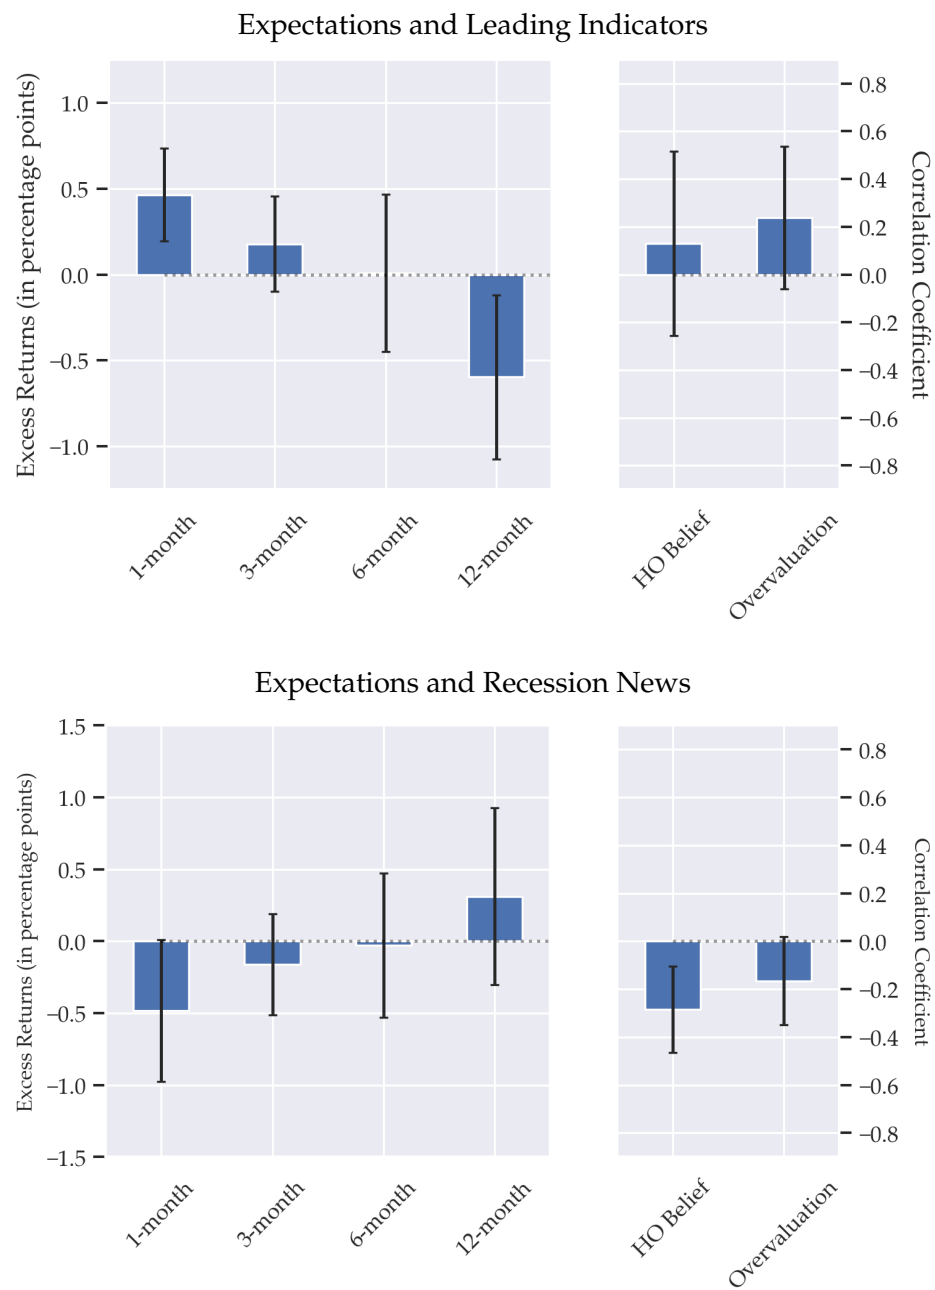 Expectations and Leading Indicators
Excess Returns (in percentage points)
1.0
0.5
0.0
−0.5
−1.0
1-month
3-month
6-month
12-month
0.8
0.6
0.4
0.2
0.0
−0.2
−0.4
−0.6
−0.8
Correlation Coefficient
HO Belief
Overvaluation
Expectations and Recession News
Excess Returns (in percentage points)
1.5
1.0
0.5
0.0
−0.5
−1.0
−1.5
1-month
3-month
6-month
12-month
0.8
0.6
0.4
0.2
0.0
−0.2
−0.4
−0.6
−0.8
Correlation Coefficient
HO Belief
Overvaluation